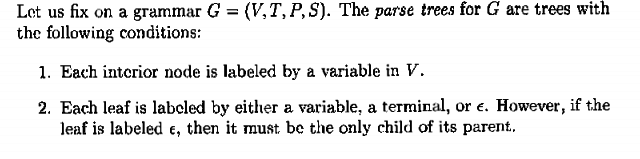 Let us fix on a grammar G = (V, T, P, S). The parse trees for G are trees with
the following conditions:
1. Each interior node is labeled by a variable in V.
2. Each leaf is labeled by either a variable, a terminal, or ϵ. However, if the
leaf is labeled ϵ, then it must be the only child of its parent.